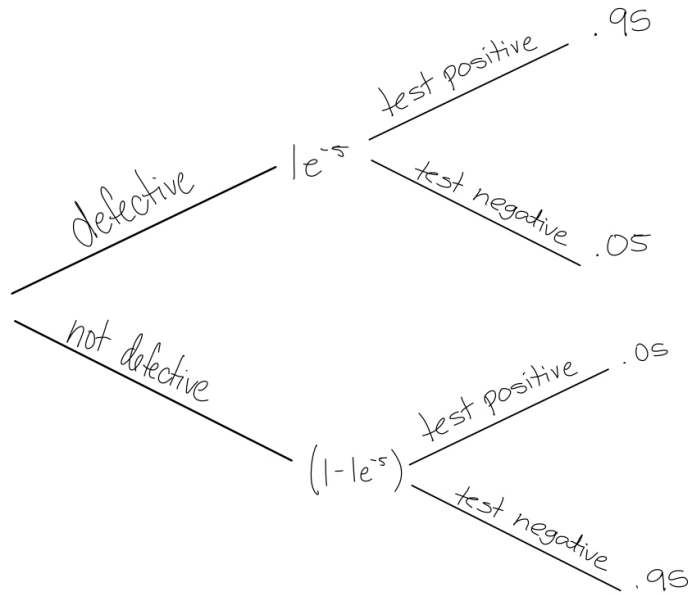 .95
test positive
1e⁻⁵
test negative
defective
.05
not defective
.05
test positive
(1-1e⁻⁵)
test negative
.95